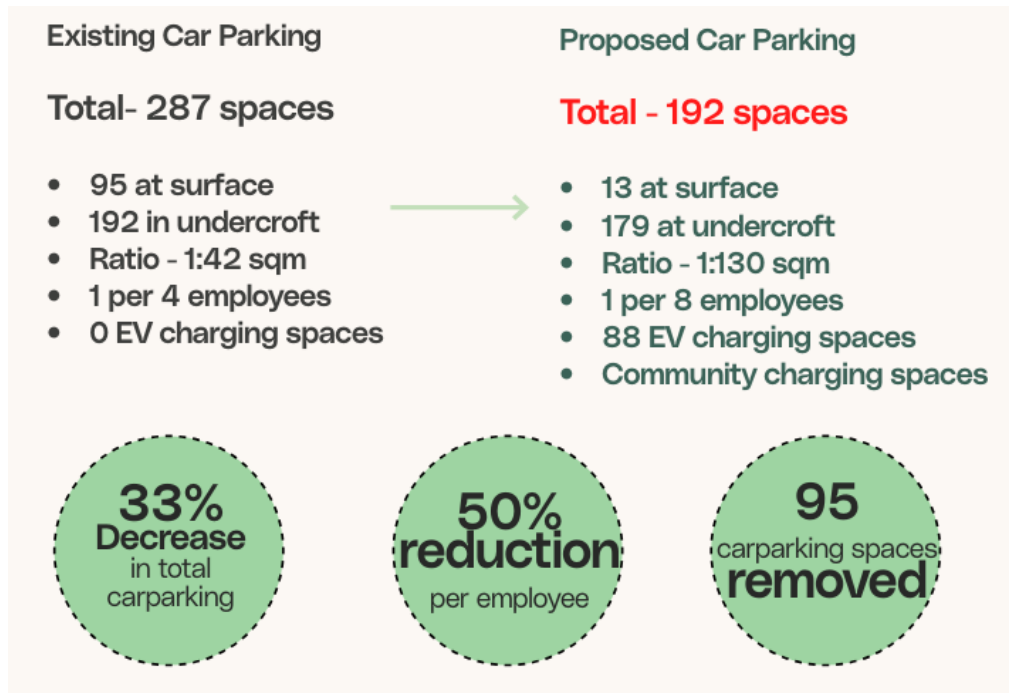 Existing Car Parking
Total- 287 spaces
• 95 at surface
• 192 in undercroft
• Ratio - 1:42 sqm
• 1 per 4 employees
• 0 EV charging spaces
Proposed Car Parking
Total - 192 spaces
• 13 at surface
• 179 at undercroft
• Ratio - 1:130 sqm
• 1 per 8 employees
• 88 EV charging spaces
• Community charging spaces
33%
Decrease
in total
carparking
50%
reduction
per employee
95
carparking spaces
removed